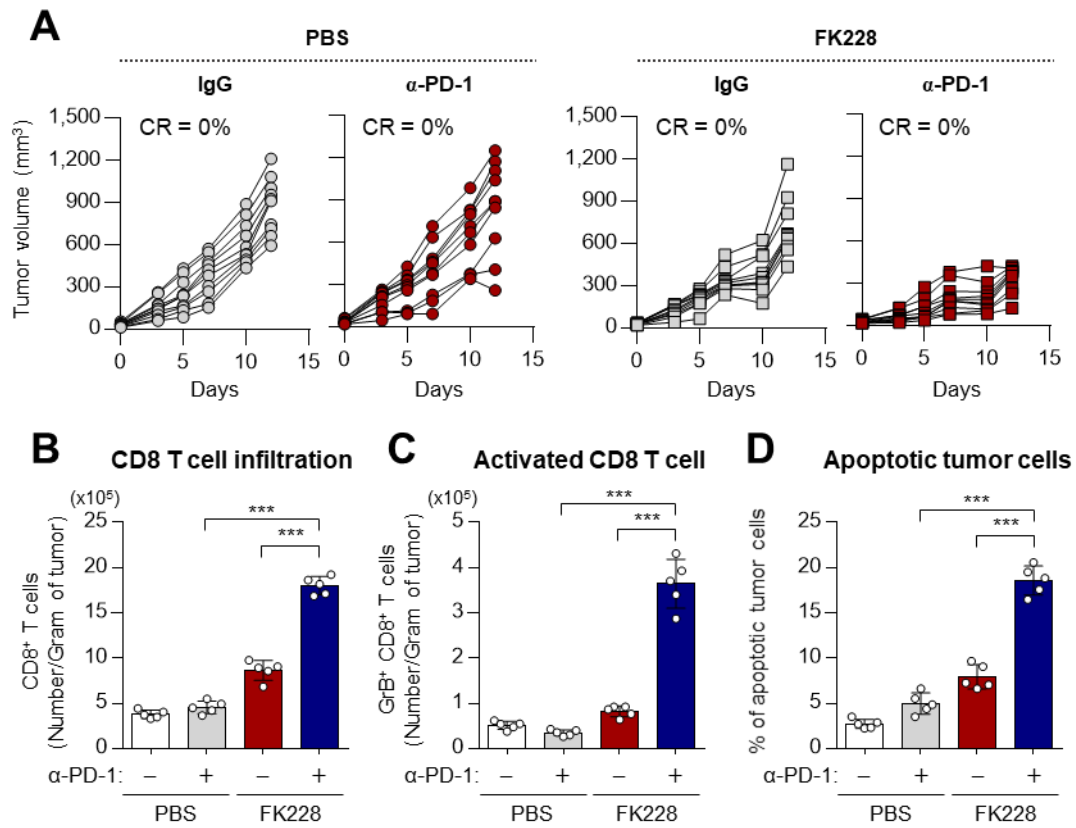 A
PBS
FK228
IgG
α-PD-1
IgG
α-PD-1
Tumor volume (mm³)
1,500
1,200
900
600
300
0
CR = 0%
0 5 10 15
Days
CR = 0%
0 5 10 15
Days
1,500
1,200
900
600
300
0
CR = 0%
0 5 10 15
Days
CR = 0%
0 5 10 15
Days
B
CD8 T cell infiltration
(x10⁵)
CD8⁺ T cells
(Number/Gram of tumor)
25
20
15
10
5
0
***
***
α-PD-1: – + – +
PBS FK228
C
Activated CD8 T cell
(x10⁵)
GrB⁺ CD8⁺ T cells
(Number/Gram of tumor)
5
4
3
2
1
0
***
***
α-PD-1: – + – +
PBS FK228
D
Apoptotic tumor cells
% of apoptotic tumor cells
25
20
15
10
5
0
***
***
α-PD-1: – + – +
PBS FK228